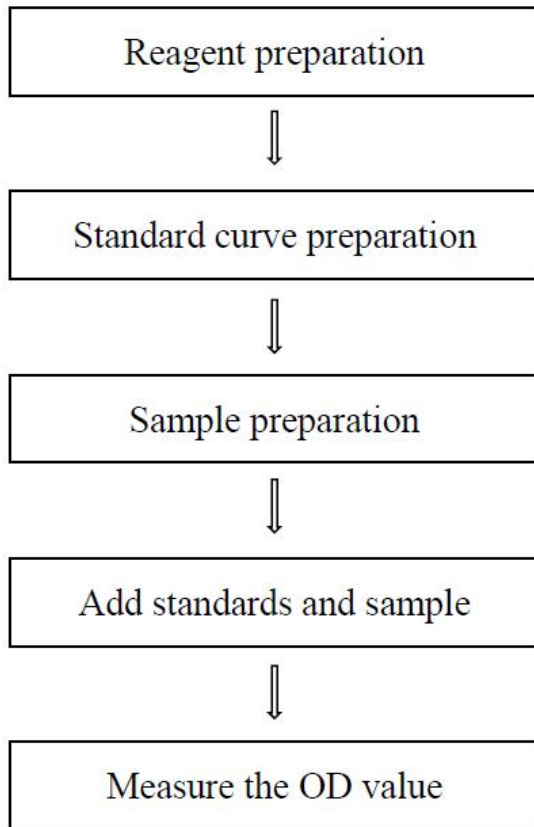 Reagent preparation
Standard curve preparation
Sample preparation
Add standards and sample
Measure the OD value